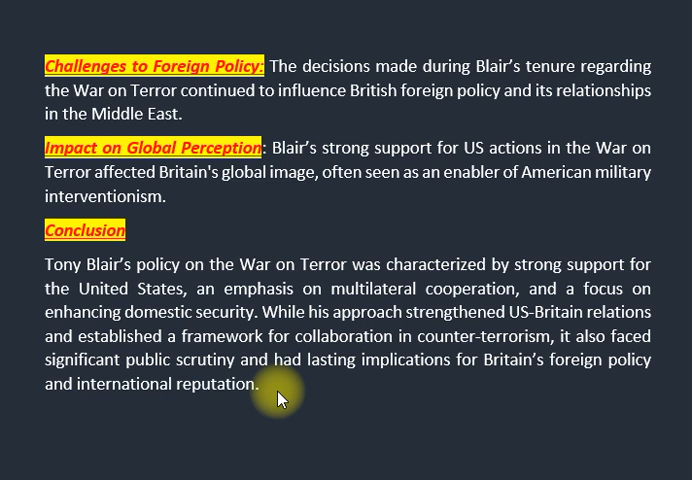 Challenges to Foreign Policy: The decisions made during Blair’s tenure regarding
the War on Terror continued to influence British foreign policy and its relationships
in the Middle East.
Impact on Global Perception: Blair’s strong support for US actions in the War on
Terror affected Britain's global image, often seen as an enabler of American military
interventionism.
Conclusion
Tony Blair’s policy on the War on Terror was characterized by strong support for
the United States, an emphasis on multilateral cooperation, and a focus on
enhancing domestic security. While his approach strengthened US-Britain relations
and established a framework for collaboration in counter-terrorism, it also faced
significant public scrutiny and had lasting implications for Britain’s foreign policy
and international reputation.